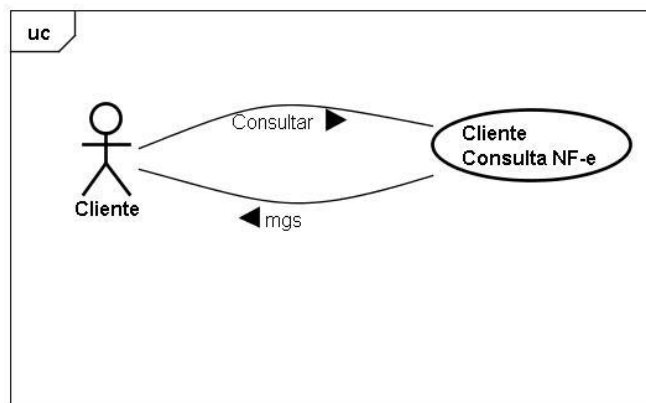 uc
Consultar
Cliente
Consulta NF-e
Cliente
mgs